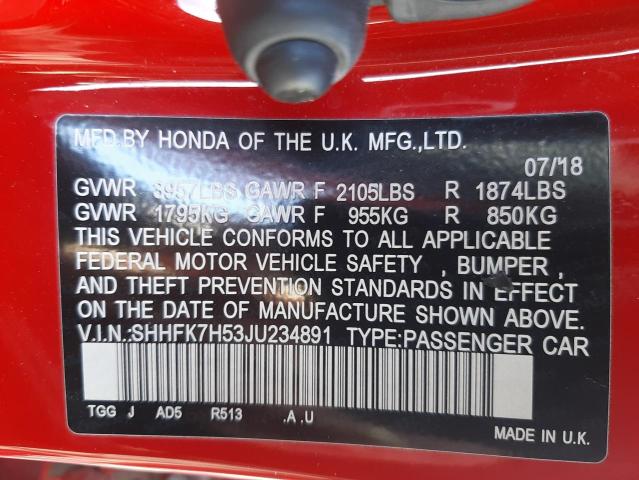 MFD.BY HONDA OF THE U.K. MFG.,LTD.
07/18
GVWR 3957LBS GAWR F 2105LBS R 1874LBS
GVWR 1795KG GAWR F 955KG R 850KG
THIS VEHICLE CONFORMS TO ALL APPLICABLE
FEDERAL MOTOR VEHICLE SAFETY , BUMPER ,
AND THEFT PREVENTION STANDARDS IN EFFECT
ON THE DATE OF MANUFACTURE SHOWN ABOVE.
V.I.N.:SHHFK7H53JU234891 TYPE:PASSENGER CAR
TGG J AD5 R513 .A .U
MADE IN U.K.